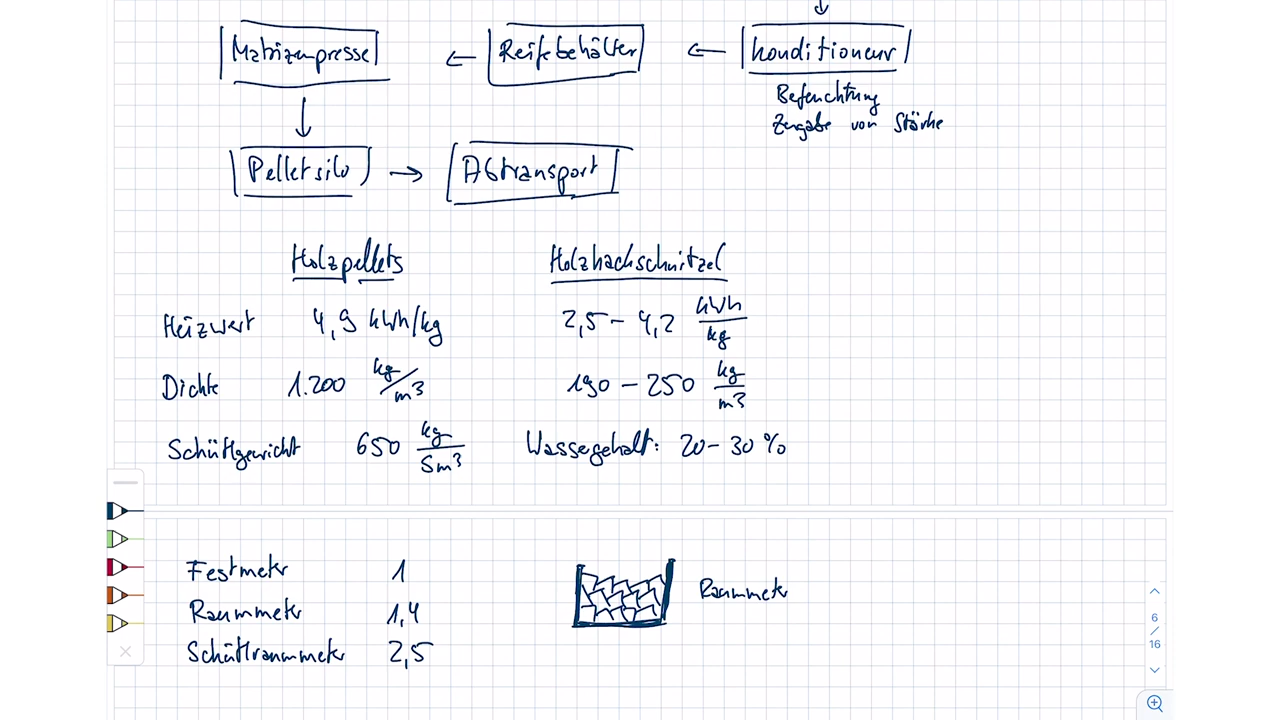 Matrizenpresse ← Reifebehälter ← Konditioneur
Befeuchtung
Zugabe von Stärke
Pelletsilo → Abtransport
Holzpellets Holzhackschnitzel
Heizwert 4,9 kWh/kg 2,5 – 4,2 kWh/kg
Dichte 1.200 kg/m³ 190 – 250 kg/m³
Schüttgewicht 650 kg/Sm³ Wassegehalt: 20 – 30 %
Festmeter 1
Raummeter 1,4 Raummeter
Schüttraummeter 2,5
6
/
16